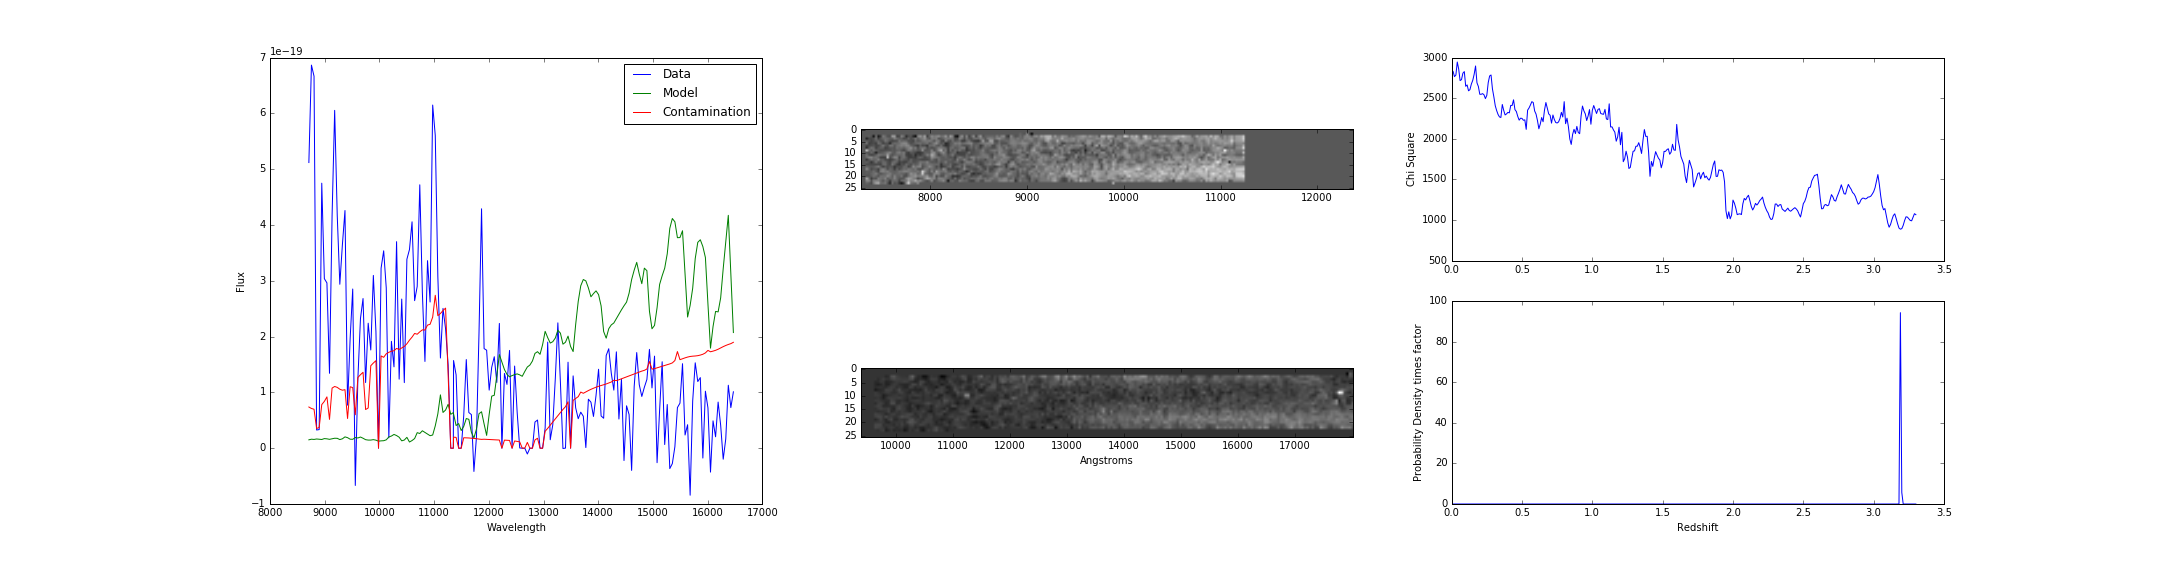 1e−19
7
6
5
4
3
2
1
0
−1
Flux
Data
Model
Contamination
8000 9000 10000 11000 12000 13000 14000 15000 16000 17000
Wavelength
0
5
10
15
20
25
8000 9000 10000 11000 12000
0
5
10
15
20
25
10000 11000 12000 13000 14000 15000 16000 17000
Angstroms
3000
2500
2000
1500
1000
500
Chi Square
0.0 0.5 1.0 1.5 2.0 2.5 3.0 3.5
100
80
60
40
20
0
Probability Density times factor
0.0 0.5 1.0 1.5 2.0 2.5 3.0 3.5
Redshift